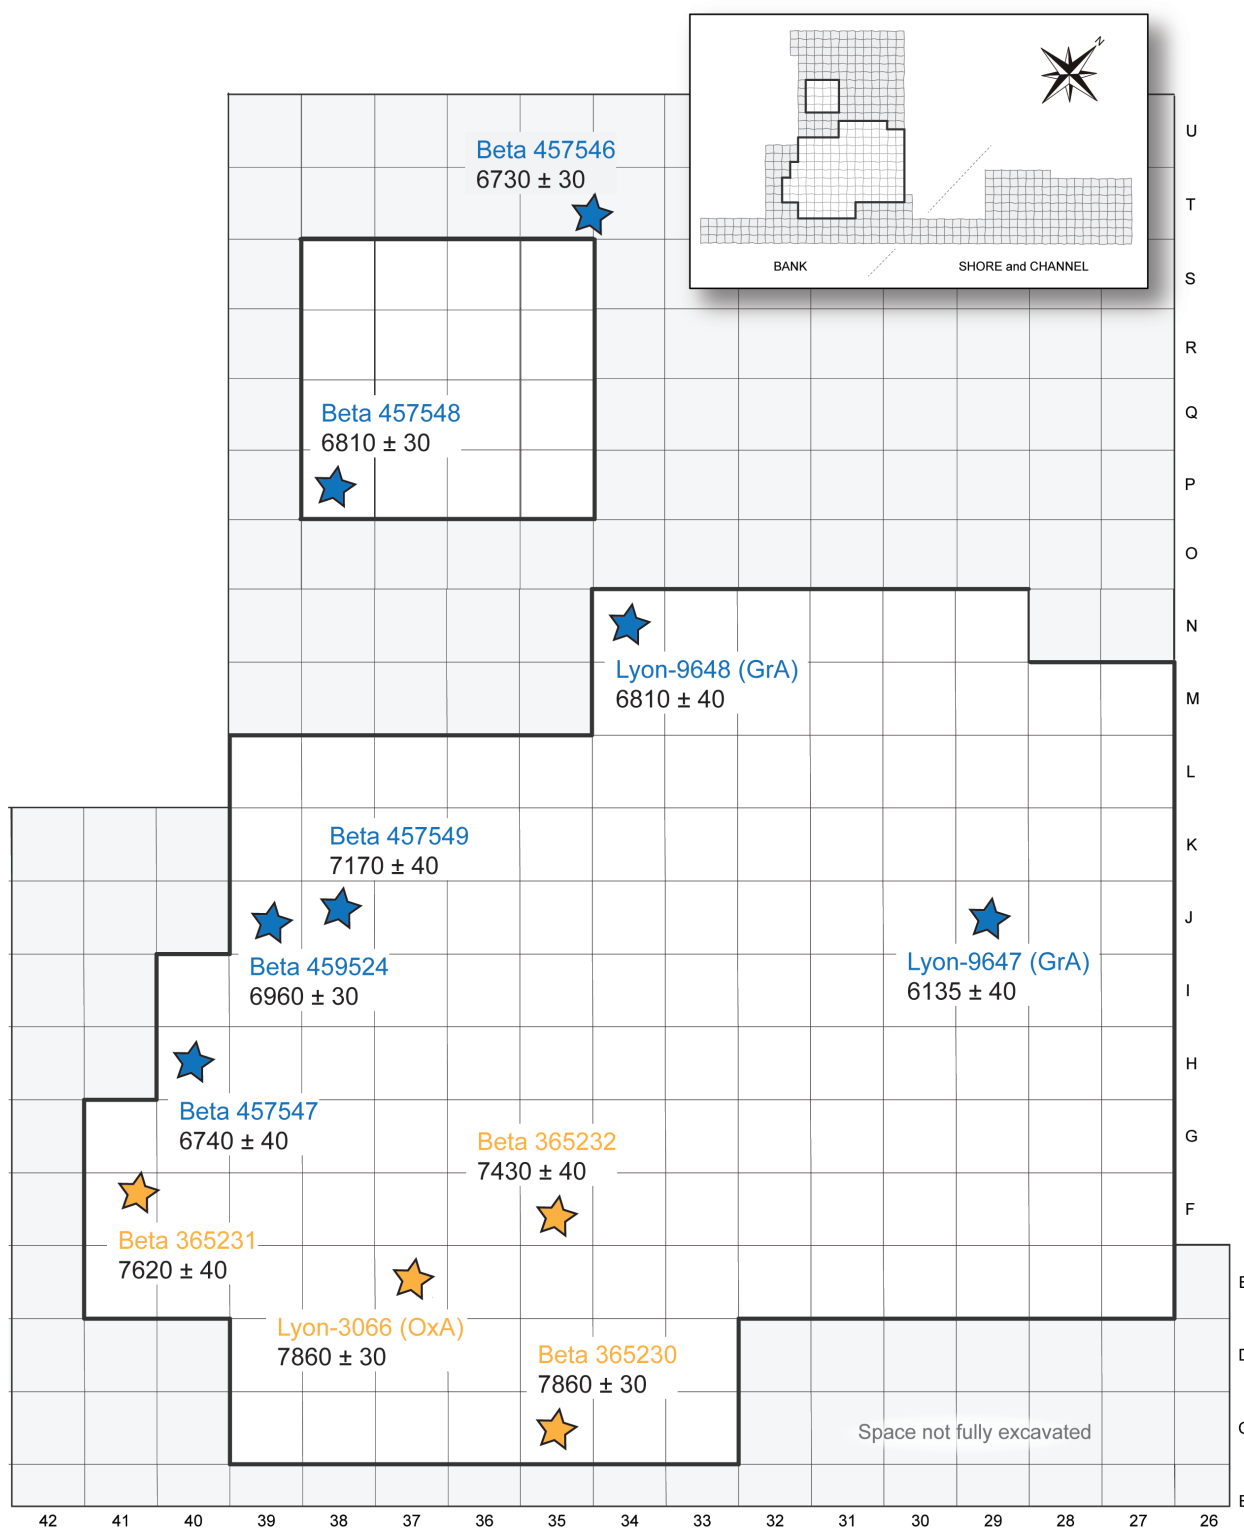 N
BANK
SHORE and CHANNEL
Beta 457546
6730 ± 30
Beta 457548
6810 ± 30
Lyon-9648 (GrA)
6810 ± 40
Beta 457549
7170 ± 40
Beta 459524
6960 ± 30
Lyon-9647 (GrA)
6135 ± 40
Beta 457547
6740 ± 40
Beta 365232
7430 ± 40
Beta 365231
7620 ± 40
Lyon-3066 (OxA)
7860 ± 30
Beta 365230
7860 ± 30
Space not fully excavated
U
T
S
R
Q
P
O
N
M
L
K
J
I
H
G
F
E
D
C
B
42 41 40 39 38 37 36 35 34 33 32 31 30 29 28 27 26